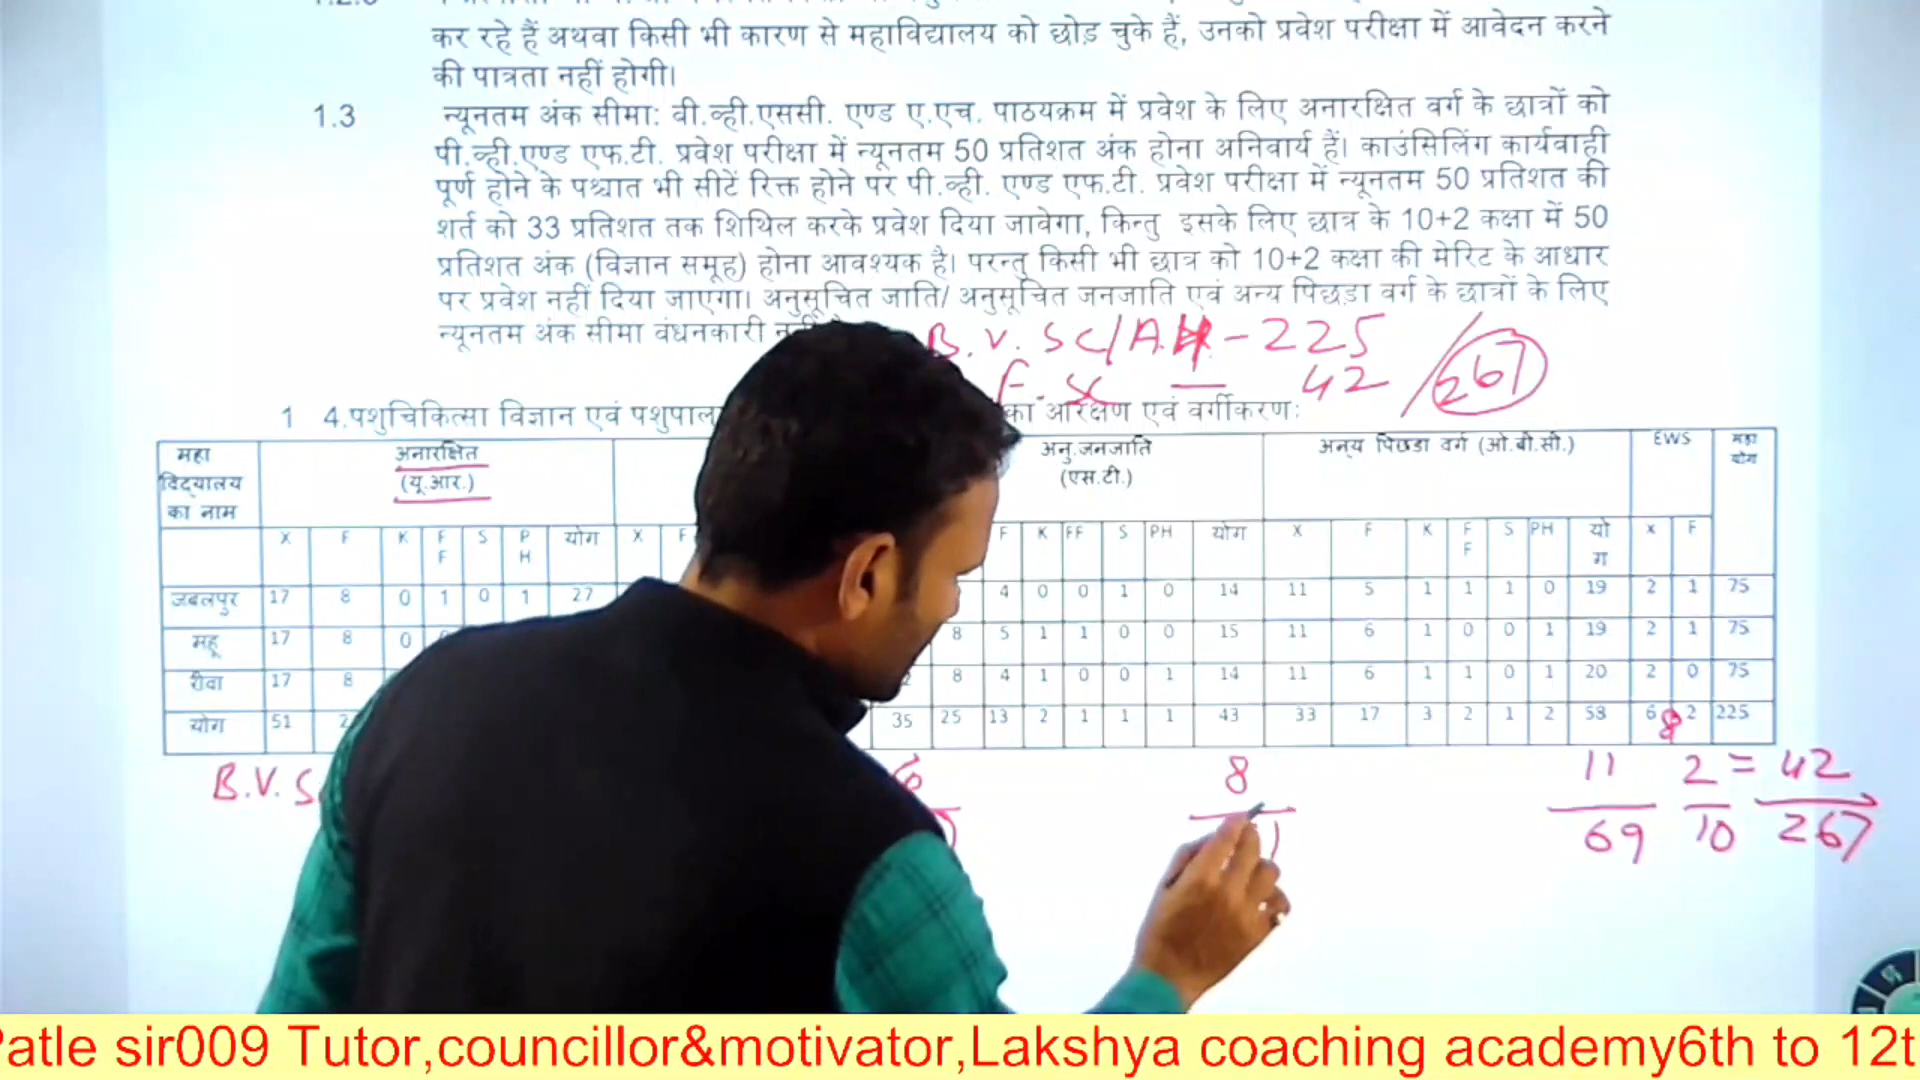 कर रहे हैं अथवा किसी भी कारण से महाविद्यालय को छोड़ चुके हैं, उनको प्रवेश परीक्षा में आवेदन करने
की पात्रता नहीं होगी।
1.3 न्यूनतम अंक सीमा: बी.व्ही.एससी. एण्ड ए.एच. पाठयक्रम में प्रवेश के लिए अनारक्षित वर्ग के छात्रों को
पी.व्ही.एण्ड एफ.टी. प्रवेश परीक्षा में न्यूनतम 50 प्रतिशत अंक होना अनिवार्य हैं। काउंसिलिंग कार्यवाही
पूर्ण होने के पश्चात भी सीटें रिक्त होने पर पी.व्ही. एण्ड एफ.टी. प्रवेश परीक्षा में न्यूनतम 50 प्रतिशत की
शर्त को 33 प्रतिशत तक शिथिल करके प्रवेश दिया जावेगा, किन्तु इसके लिए छात्र के 10+2 कक्षा में 50
प्रतिशत अंक (विज्ञान समूह) होना आवश्यक है। परन्तु किसी भी छात्र को 10+2 कक्षा की मेरिट के आधार
पर प्रवेश नहीं दिया जाएगा। अनुसूचित जाति/ अनुसूचित जनजाति एवं अन्य पिछड़ा वर्ग के छात्रों के लिए
न्यूनतम अंक सीमा बंधनकारी
B.V.SC/A.H - 225
42 / 267
1 4.पशुचिकित्सा विज्ञान एवं का आरक्षण एवं वर्गीकरण:
महा विद्यालय का नाम अनारक्षित (यू.आर.) अनु.जनजाति (एस.टी.) अन्य पिछडा वर्ग (ओ.बी.सी.) EWS महा योग
X F K FF S PH योग X F F K FF S PH योग X F K FF S PH योग x F
जबलपुर 17 8 0 1 0 1 27 4 0 0 1 0 14 11 5 1 1 1 0 19 2 1 75
महू 17 8 0 8 5 1 1 0 0 15 11 6 1 0 0 1 19 2 1 75
रीवा 17 8 8 4 1 0 0 1 14 11 6 1 1 0 1 20 2 0 75
योग 51 35 25 13 2 1 1 1 43 33 17 3 2 1 2 58 6 8 2 225
B.V.S 8 11 2 = 42
69 10 267
Patle sir009 Tutor,councillor&motivator,Lakshya coaching academy6th to 12t